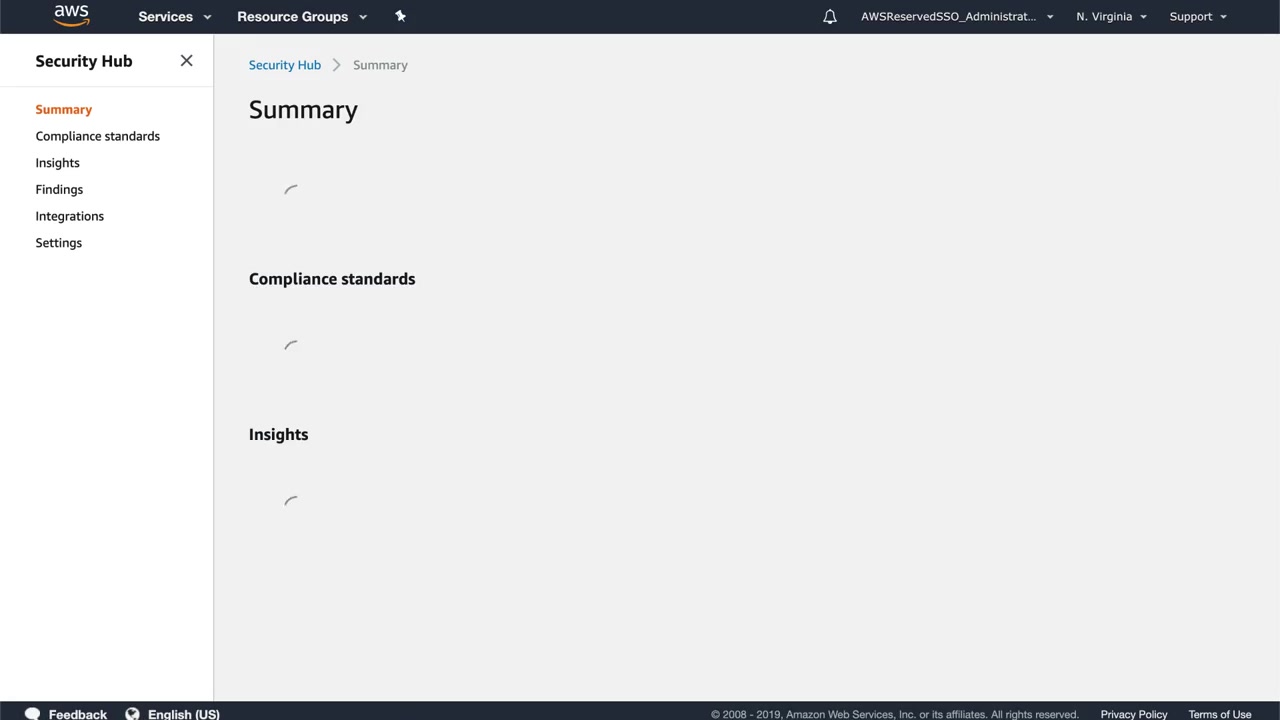 aws
Services
Resource Groups
AWSReservedSSO_Administrat...
N. Virginia
Support
Security Hub
Summary
Compliance standards
Insights
Findings
Integrations
Settings
Security Hub
Summary
Summary
Compliance standards
Insights
Feedback
English (US)
© 2008 - 2019, Amazon Web Services, Inc. or its affiliates. All rights reserved.
Privacy Policy
Terms of Use